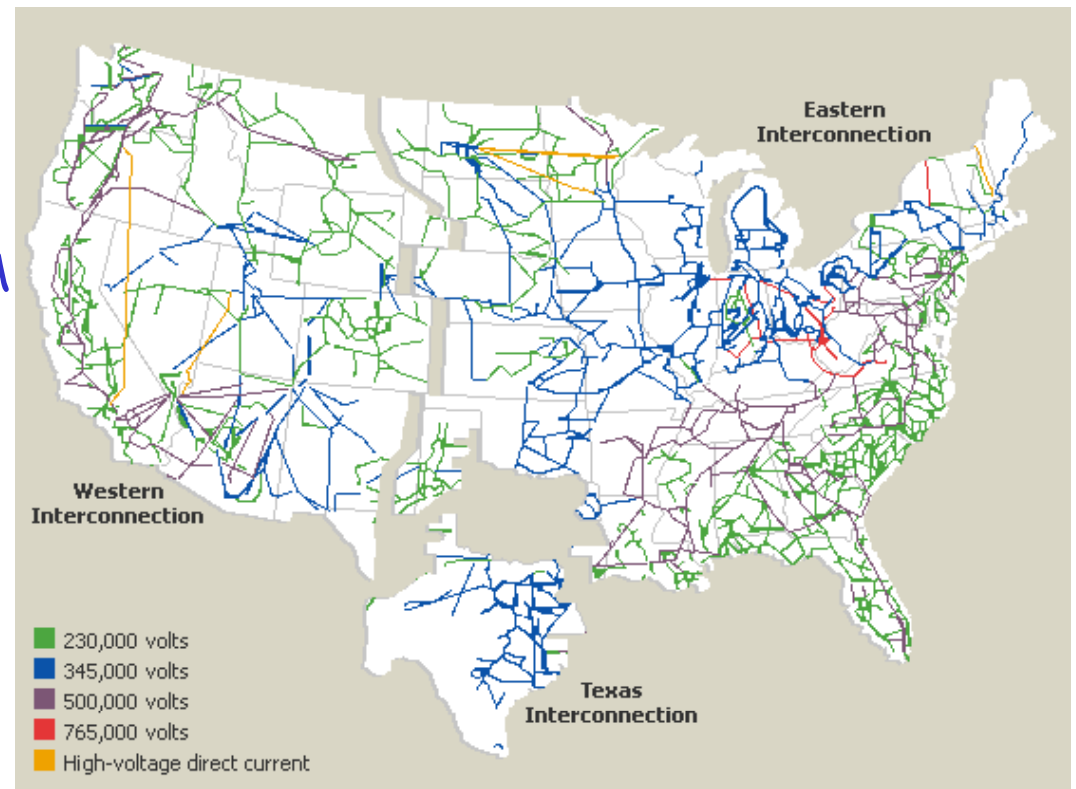 Eastern
Interconnection
Western
Interconnection
Texas
Interconnection
230,000 volts
345,000 volts
500,000 volts
765,000 volts
High-voltage direct current